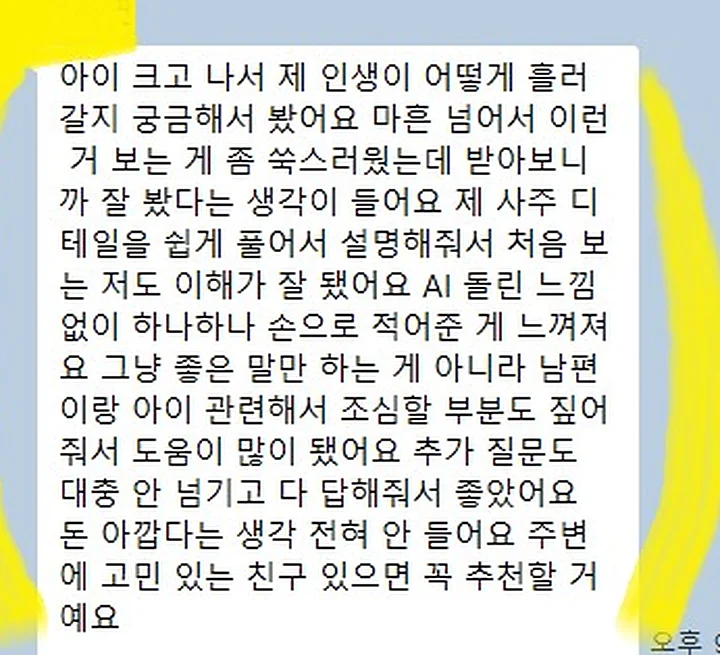 아이 크고 나서 제 인생이 어떻게 흘러
갈지 궁금해서 봤어요 마흔 넘어서 이런
거 보는 게 좀 쑥스러웠는데 받아보니
까 잘 봤다는 생각이 들어요 제 사주 디
테일을 쉽게 풀어서 설명해줘서 처음 보
는 저도 이해가 잘 됐어요 AI 돌린 느낌
없이 하나하나 손으로 적어준 게 느껴져
요 그냥 좋은 말만 하는 게 아니라 남편
이랑 아이 관련해서 조심할 부분도 짚어
줘서 도움이 많이 됐어요 추가 질문도
대충 안 넘기고 다 답해줘서 좋았어요
돈 아깝다는 생각 전혀 안 들어요 주변
에 고민 있는 친구 있으면 꼭 추천할 거
예요
오후